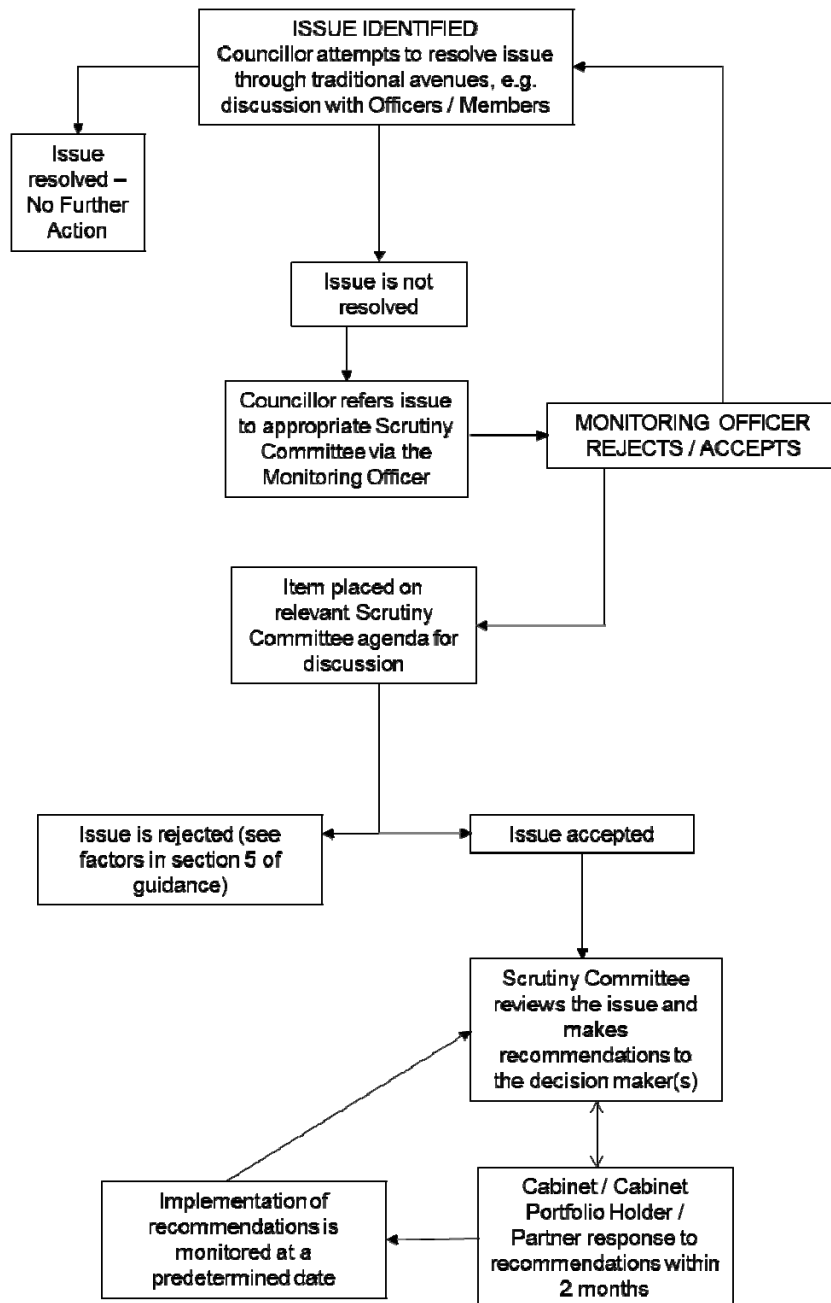 ISSUE IDENTIFIED
Councillor attempts to resolve issue
through traditional avenues, e.g.
discussion with Officers / Members
Issue
resolved –
No Further
Action
Issue is not
resolved
Councillor refers issue
to appropriate Scrutiny
Committee via the
Monitoring Officer
MONITORING OFFICER
REJECTS / ACCEPTS
Item placed on
relevant Scrutiny
Committee agenda for
discussion
Issue is rejected (see
factors in section 5 of
guidance)
Issue accepted
Scrutiny Committee
reviews the issue and
makes
recommendations to
the decision maker(s)
Implementation of
recommendations is
monitored at a
predetermined date
Cabinet / Cabinet
Portfolio Holder /
Partner response to
recommendations within
2 months